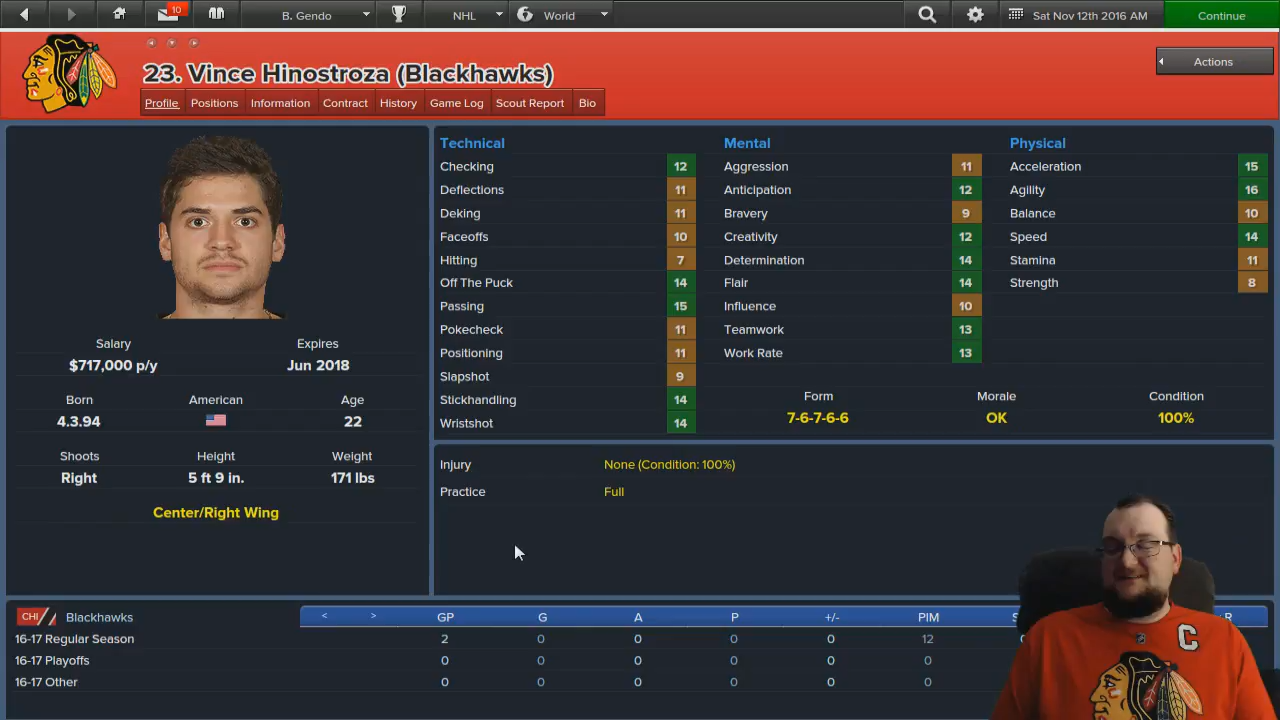 10 B. Gendo NHL World Sat Nov 12th 2016 AM Continue
23. Vince Hinostroza (Blackhawks)
Actions
Profile Positions Information Contract History Game Log Scout Report Bio
Salary Expires
$717,000 p/y Jun 2018
Born American Age
4.3.94 22
Shoots Height Weight
Right 5 ft 9 in. 171 lbs
Center/Right Wing
Technical
Checking 12
Deflections 11
Deking 11
Faceoffs 10
Hitting 7
Off The Puck 14
Passing 15
Pokecheck 11
Positioning 11
Slapshot 9
Stickhandling 14
Wristshot 14
Mental
Aggression 11
Anticipation 12
Bravery 9
Creativity 12
Determination 14
Flair 14
Influence 10
Teamwork 13
Work Rate 13
Physical
Acceleration 15
Agility 16
Balance 10
Speed 14
Stamina 11
Strength 8
Form Morale Condition
7-6-7-6-6 OK 100%
Injury None (Condition: 100%)
Practice Full
CHI Blackhawks < > GP G A P +/- PIM
16-17 Regular Season 2 0 0 0 0 12
16-17 Playoffs 0 0 0 0 0 0
16-17 Other 0 0 0 0 0 0
C